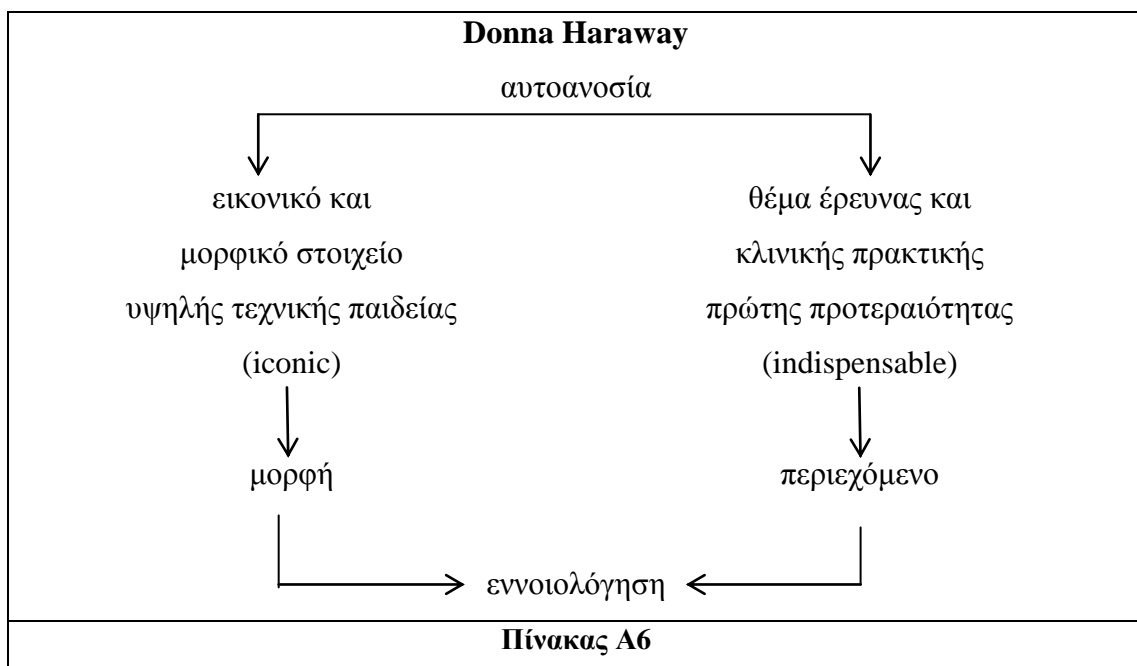 Donna Haraway
αυτοανοσία
εικονικό και
μορφικό στοιχείο
υψηλής τεχνικής παιδείας
(iconic)
μορφή
θέμα έρευνας και
κλινικής πρακτικής
πρώτης προτεραιότητας
(indispensable)
περιεχόμενο
εννοιολόγηση
Πίνακας Α6